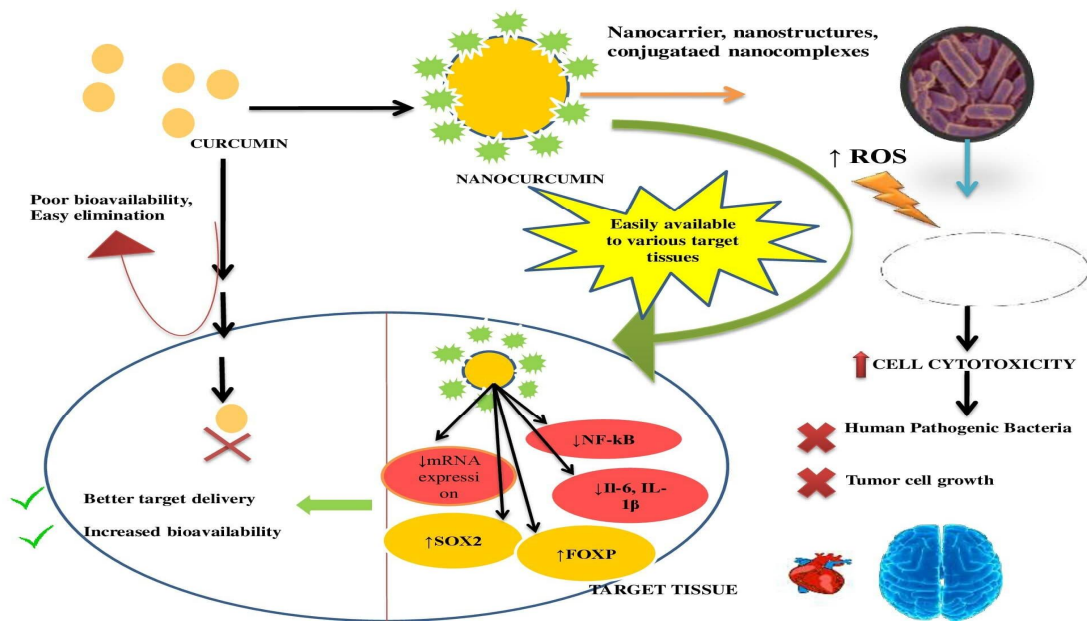 Nanocarrier, nanostructures,
conjugataed nanocomplexes
CURCUMIN
NANOCURCUMIN
↑ ROS
Poor bioavailability,
Easy elimination
Easily available
to various target
tissues
CELL CYTOTOXICITY
Human Pathogenic Bacteria
Tumor cell growth
↓NF-kB
↓mRNA
expressi
on
↓Il-6, IL-
1β
Better target delivery
Increased bioavailability
↑SOX2
↑FOXP
TARGET TISSUE